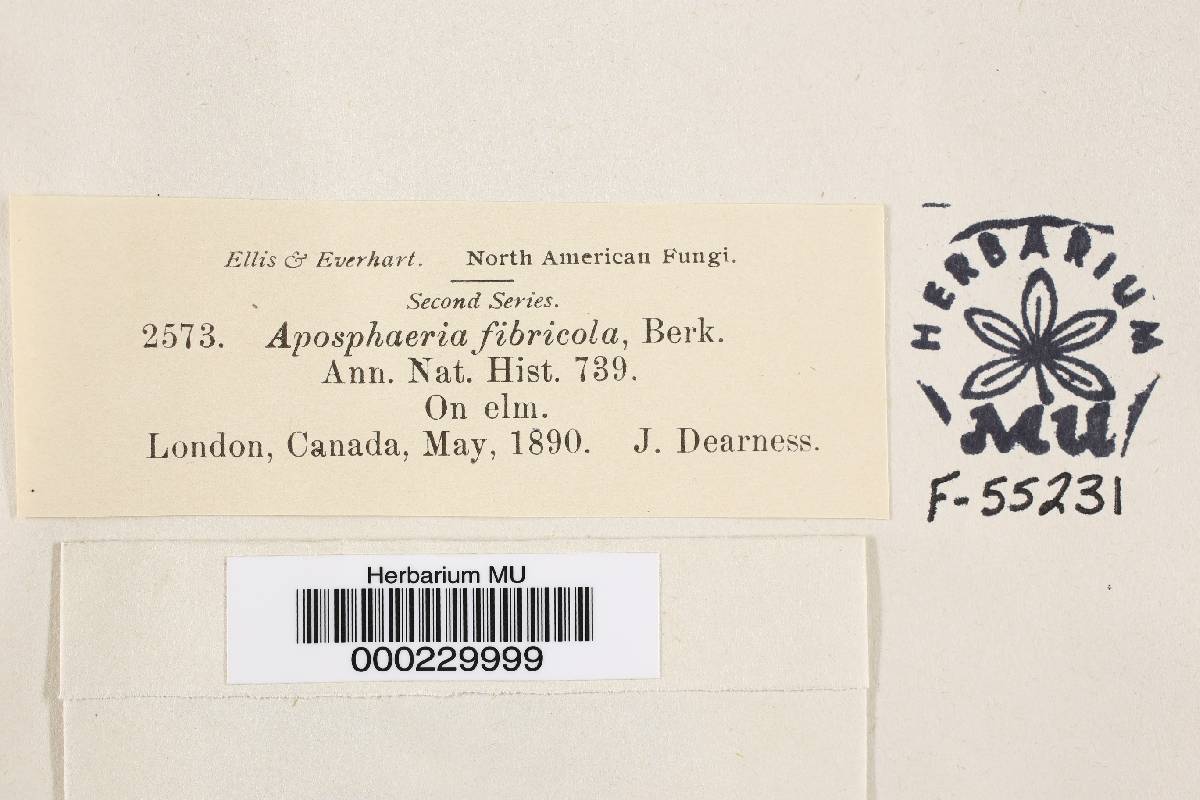 Ellis & Everhart. North American Fungi.
Second Series.
2573. Aposphaeria fibricola, Berk.
Ann. Nat. Hist. 739.
On elm.
London, Canada, May, 1890. J. Dearness.
HERBARIUM
MU
F-55231
Herbarium MU
000229999